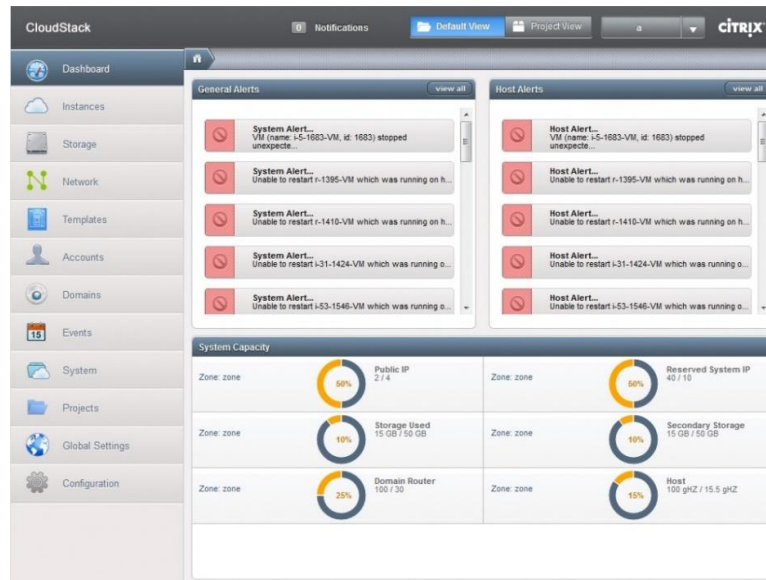 CloudStack
0 Notifications
Default View
Project View
a
CİTRIX
Dashboard
Instances
Storage
Network
Templates
Accounts
Domains
15
Events
System
Projects
Global Settings
Configuration
General Alerts
view all
System Alert...
VM (name: i-5-1683-VM, id: 1683) stopped
unexpecte...
System Alert...
Unable to restart r-1395-VM which was running on h...
System Alert...
Unable to restart r-1410-VM which was running on h...
System Alert...
Unable to restart i-31-1424-VM which was running o...
System Alert...
Unable to restart i-53-1546-VM which was running o...
Host Alerts
view all
Host Alert...
VM (name: i-5-1683-VM, id: 1683) stopped
unexpecte...
Host Alert...
Unable to restart r-1395-VM which was running on h...
Host Alert...
Unable to restart r-1410-VM which was running on h...
Host Alert...
Unable to restart i-31-1424-VM which was running o...
Host Alert...
Unable to restart i-53-1546-VM which was running o...
System Capacity
Zone: zone
50%
Public IP
2 / 4
Zone: zone
50%
Reserved System IP
40 / 10
Zone: zone
10%
Storage Used
15 GB / 50 GB
Zone: zone
10%
Secondary Storage
15 GB / 50 GB
Zone: zone
25%
Domain Router
100 / 30
Zone: zone
15%
Host
100 gHZ / 15.5 gHZ